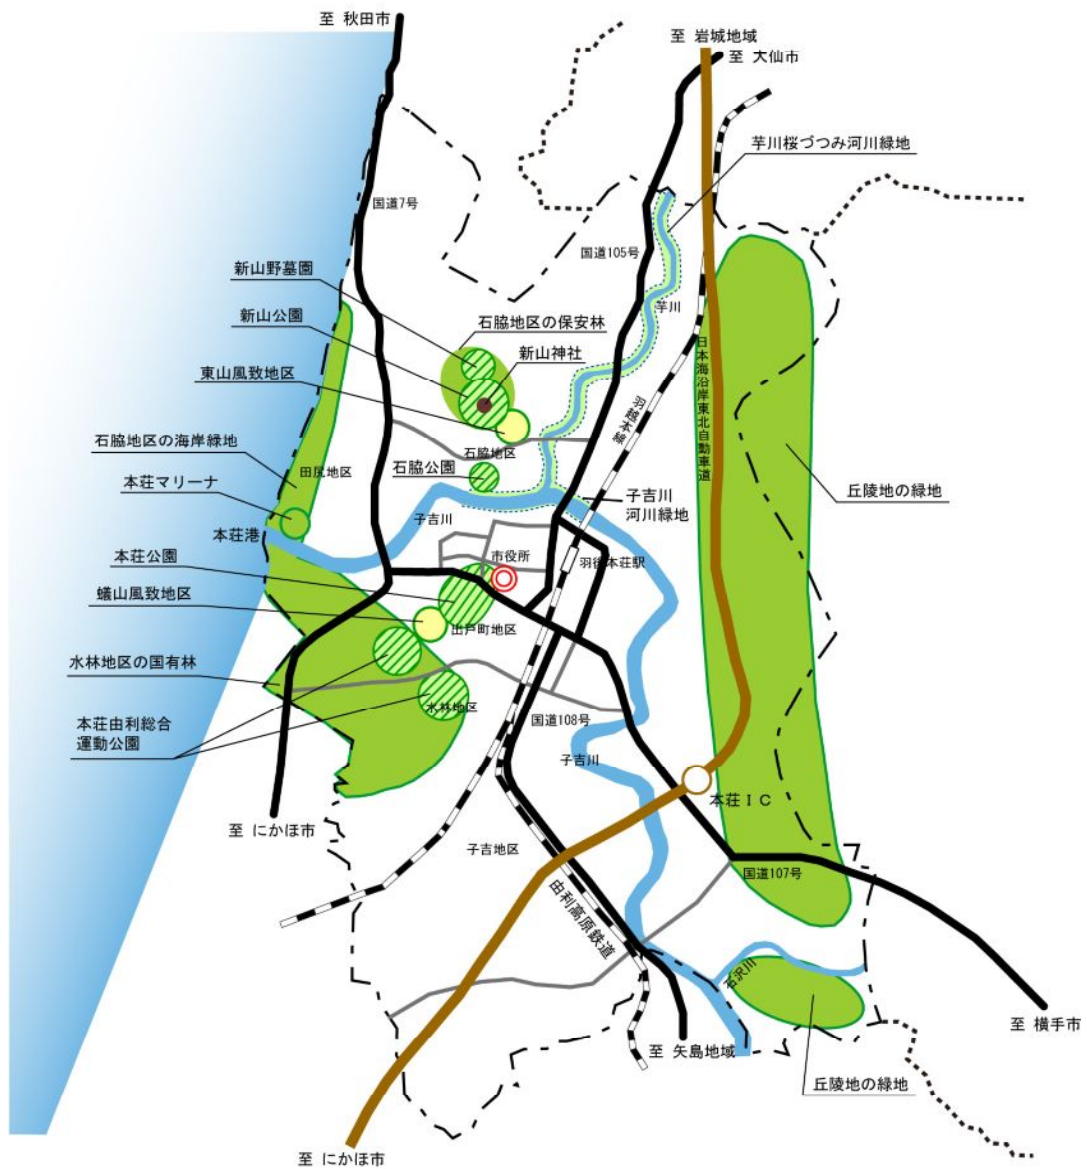 至 秋田市
至 岩城地域
至 大仙市
芋川桜づつみ河川緑地
国道7号
国道105号
新山野墓園
新山公園
石脇地区の保安林
芋川
新山神社
東山風致地区
日本海沿岸東北自動車道
羽越本線
石脇地区の海岸緑地
石脇地区
田尻地区
石脇公園
本荘マリーナ
丘陵地の緑地
子吉川
河川緑地
子吉川
本荘港
本荘公園
市役所
羽後本荘駅
蟻山風致地区
出戸町地区
水林地区の国有林
水林地区
本荘由利総合
運動公園
国道108号
子吉川
本荘ＩＣ
至 にかほ市
子吉地区
国道107号
由利高原鉄道
石沢川
至 横手市
至 矢島地域
丘陵地の緑地
至 にかほ市